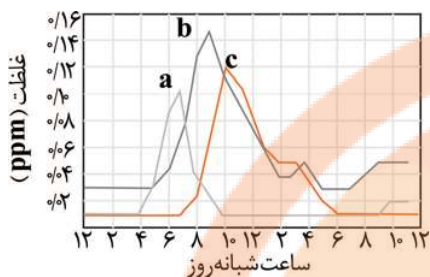 غلظت (ppm)
۰/۱۶
۰/۱۴
۰/۱۲
۰/۱۰
۰/۰۸
۰/۰۶
۰/۰۴
۰/۰۲
a
b
c
۱۲ ۲ ۴ ۶ ۸ ۱۰ ۱۲ ۲ ۴ ۶ ۸ ۱۰ ۱۲
ساعت شبانه‌روز